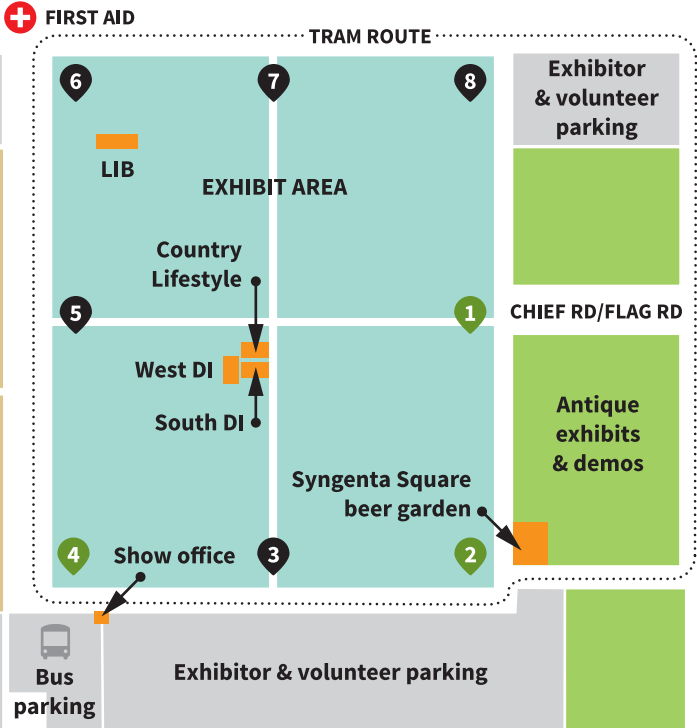 FIRST AID
TRAM ROUTE
6
7
8
Exhibitor
& volunteer
parking
LIB
EXHIBIT AREA
Country
Lifestyle
5
1
CHIEF RD/FLAG RD
West DI
South DI
Antique
exhibits
& demos
Syngenta Square
beer garden
4
Show office
3
2
Bus
parking
Exhibitor & volunteer parking